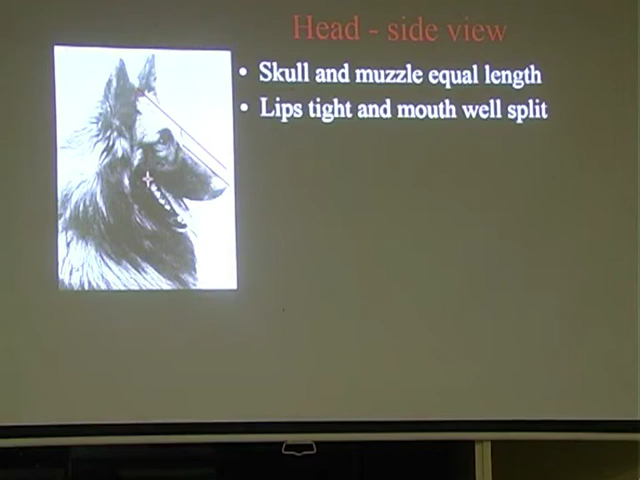 Head - side view
• Skull and muzzle equal length
• Lips tight and mouth well split